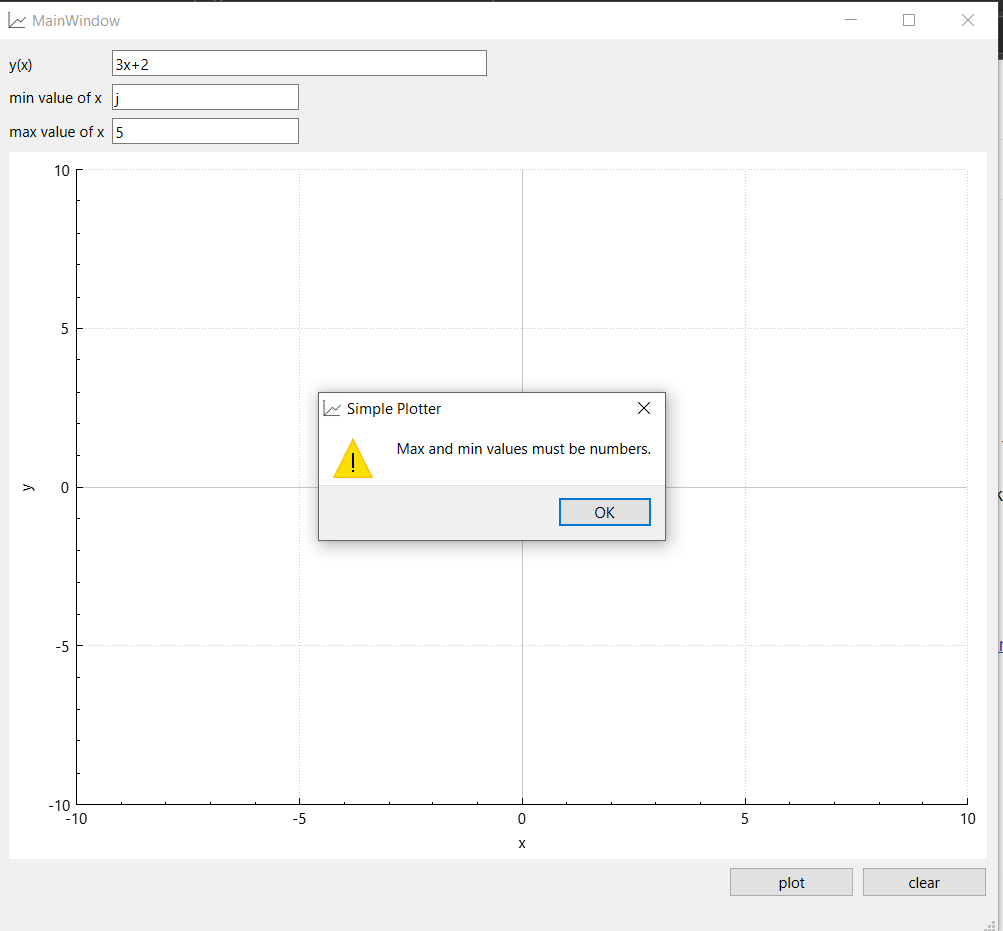 MainWindow
y(x) 3x+2
min value of x j
max value of x 5
10
5
0
-5
-10
y
Simple Plotter
Max and min values must be numbers.
OK
-10 -5 0 5 10
x
plot clear